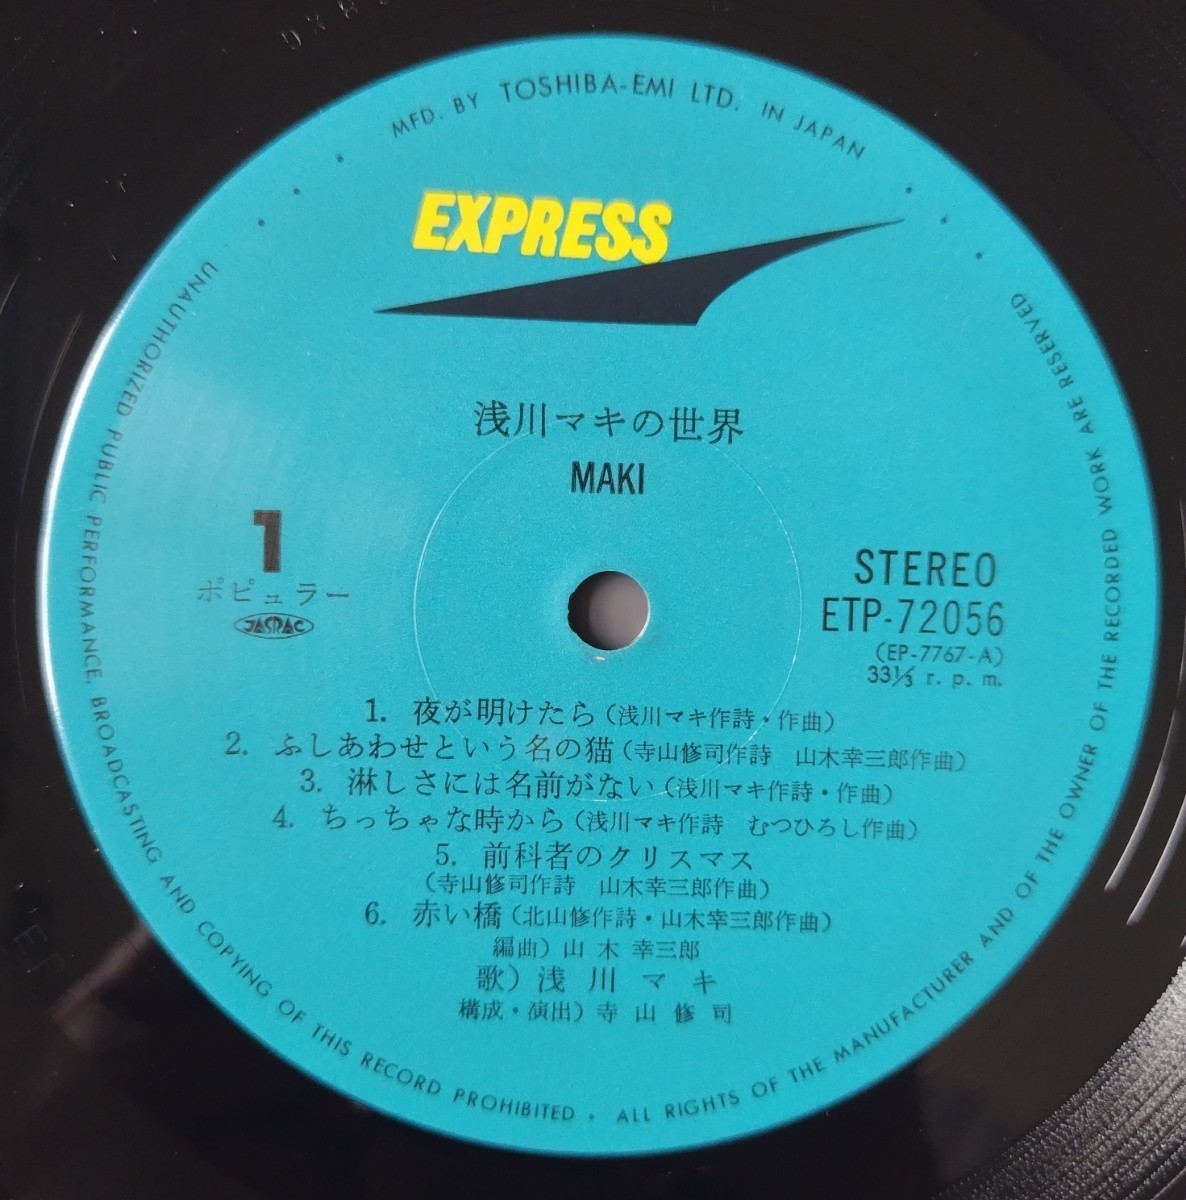 MFD. BY TOSHIBA-EMI LTD. IN JAPAN
EXPRESS
浅川マキの世界
MAKI
1
ポピュラー
JASRAC
STEREO
ETP-72056
(EP-7767-A)
33⅓ r. p. m.
1. 夜が明けたら(浅川マキ作詩・作曲)
2. ふしあわせという名の猫(寺山修司作詩 山木幸三郎作曲)
3. 淋しさには名前がない(浅川マキ作詩・作曲)
4. ちっちゃな時から(浅川マキ作詩 むつひろし作曲)
5. 前科者のクリスマス
(寺山修司作詩 山木幸三郎作曲)
6. 赤い橋(北山修作詩・山木幸三郎作曲)
編曲) 山木幸三郎
歌) 浅川マキ
構成・演出) 寺山修司
UNAUTHORIZED PUBLIC PERFORMANCE, BROADCASTING AND COPYING OF THIS RECORD PROHIBITED • ALL RIGHTS OF THE MANUFACTURER AND OF THE OWNER OF THE RECORDED WORK ARE RESERVED